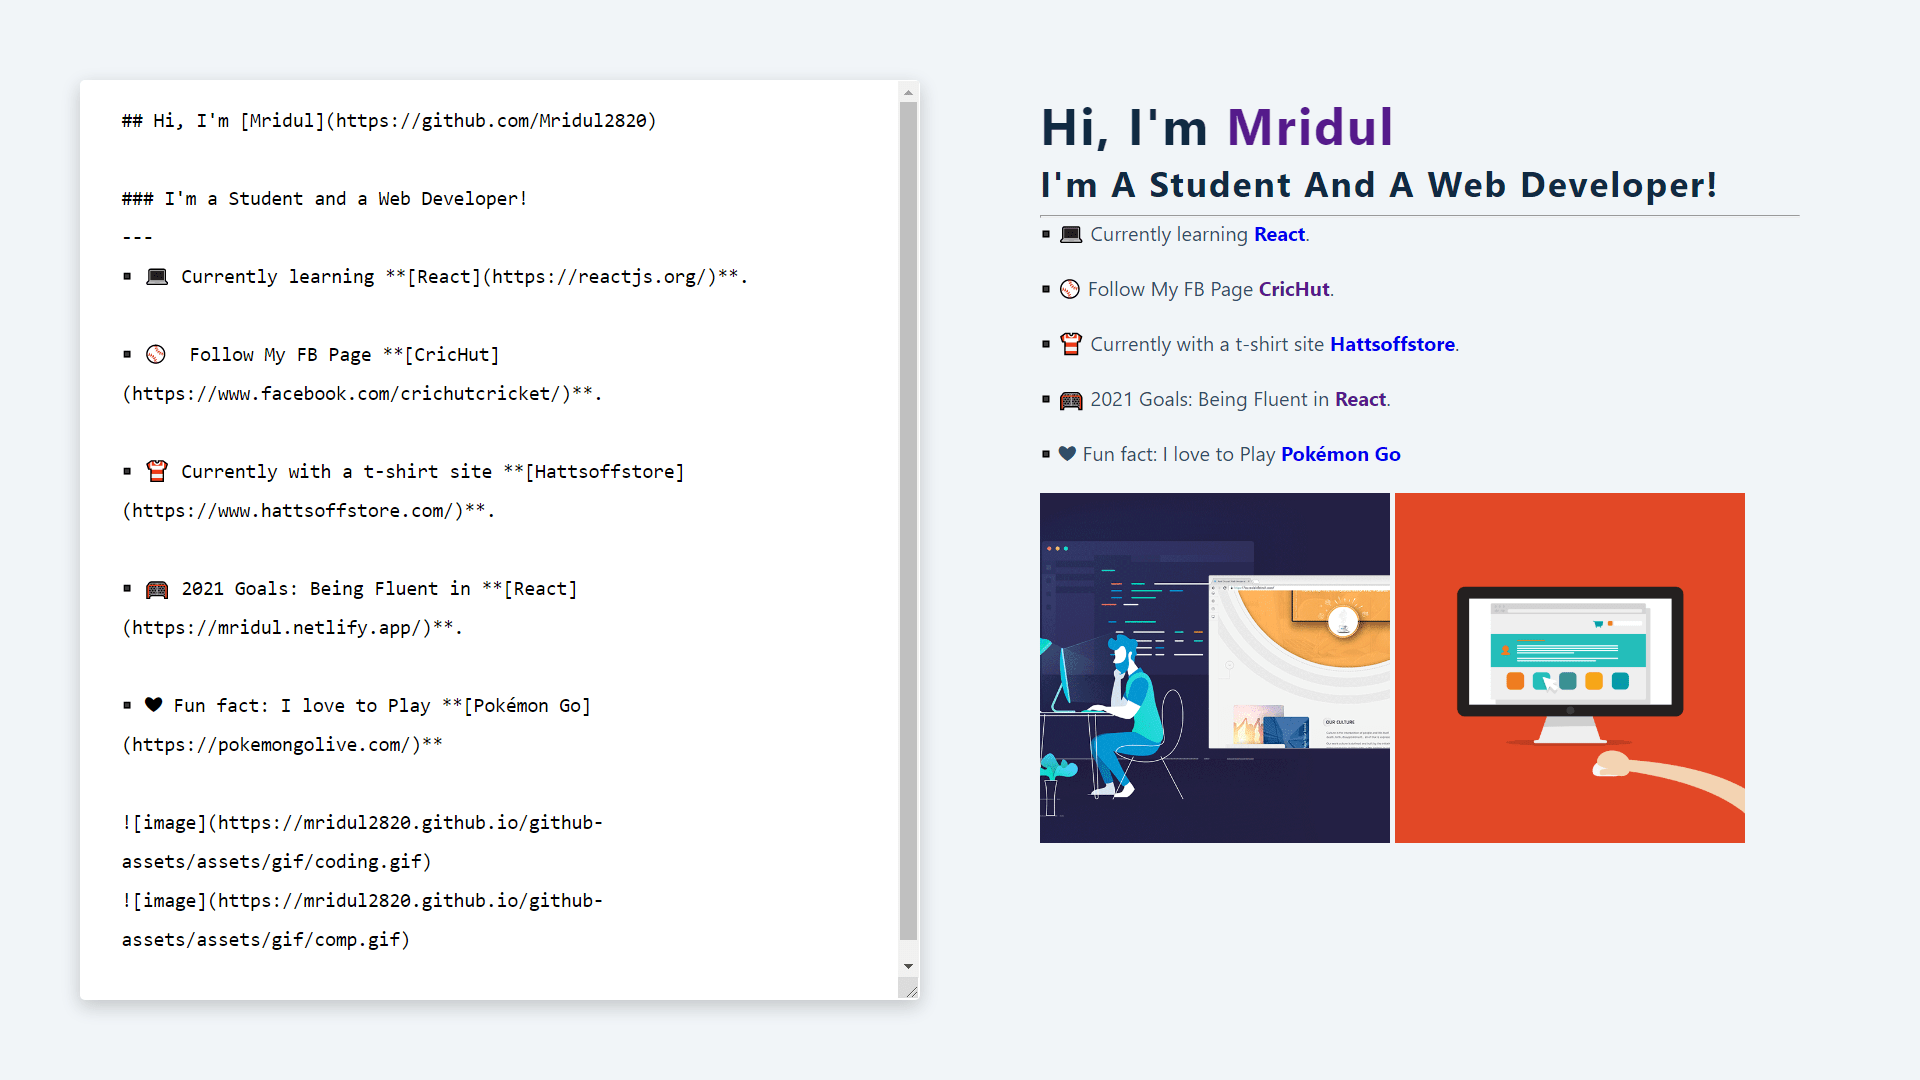 ## Hi, I'm [Mridul](https://github.com/Mridul2820)
### I'm a Student and a Web Developer!
---
▪ 💻 Currently learning **[React](https://reactjs.org/)**.
▪ ⚾  Follow My FB Page **[CricHut]
(https://www.facebook.com/crichutcricket/)**.
▪ 👕 Currently with a t-shirt site **[Hattsoffstore]
(https://www.hattsoffstore.com/)**.
▪ 🥅 2021 Goals: Being Fluent in **[React]
(https://mridul.netlify.app/)**.
▪ 🖤 Fun fact: I love to Play **[Pokémon Go]
(https://pokemongolive.com/)**
![image](https://mridul2820.github.io/github-
assets/assets/gif/coding.gif)
![image](https://mridul2820.github.io/github-
assets/assets/gif/comp.gif)
Hi, I'm Mridul
I'm A Student And A Web Developer!
▪ 💻 Currently learning React.
▪ ⚾ Follow My FB Page CricHut.
▪ 👕 Currently with a t-shirt site Hattsoffstore.
▪ 🥅 2021 Goals: Being Fluent in React.
▪ 🖤 Fun fact: I love to Play Pokémon Go
OUR CULTURE